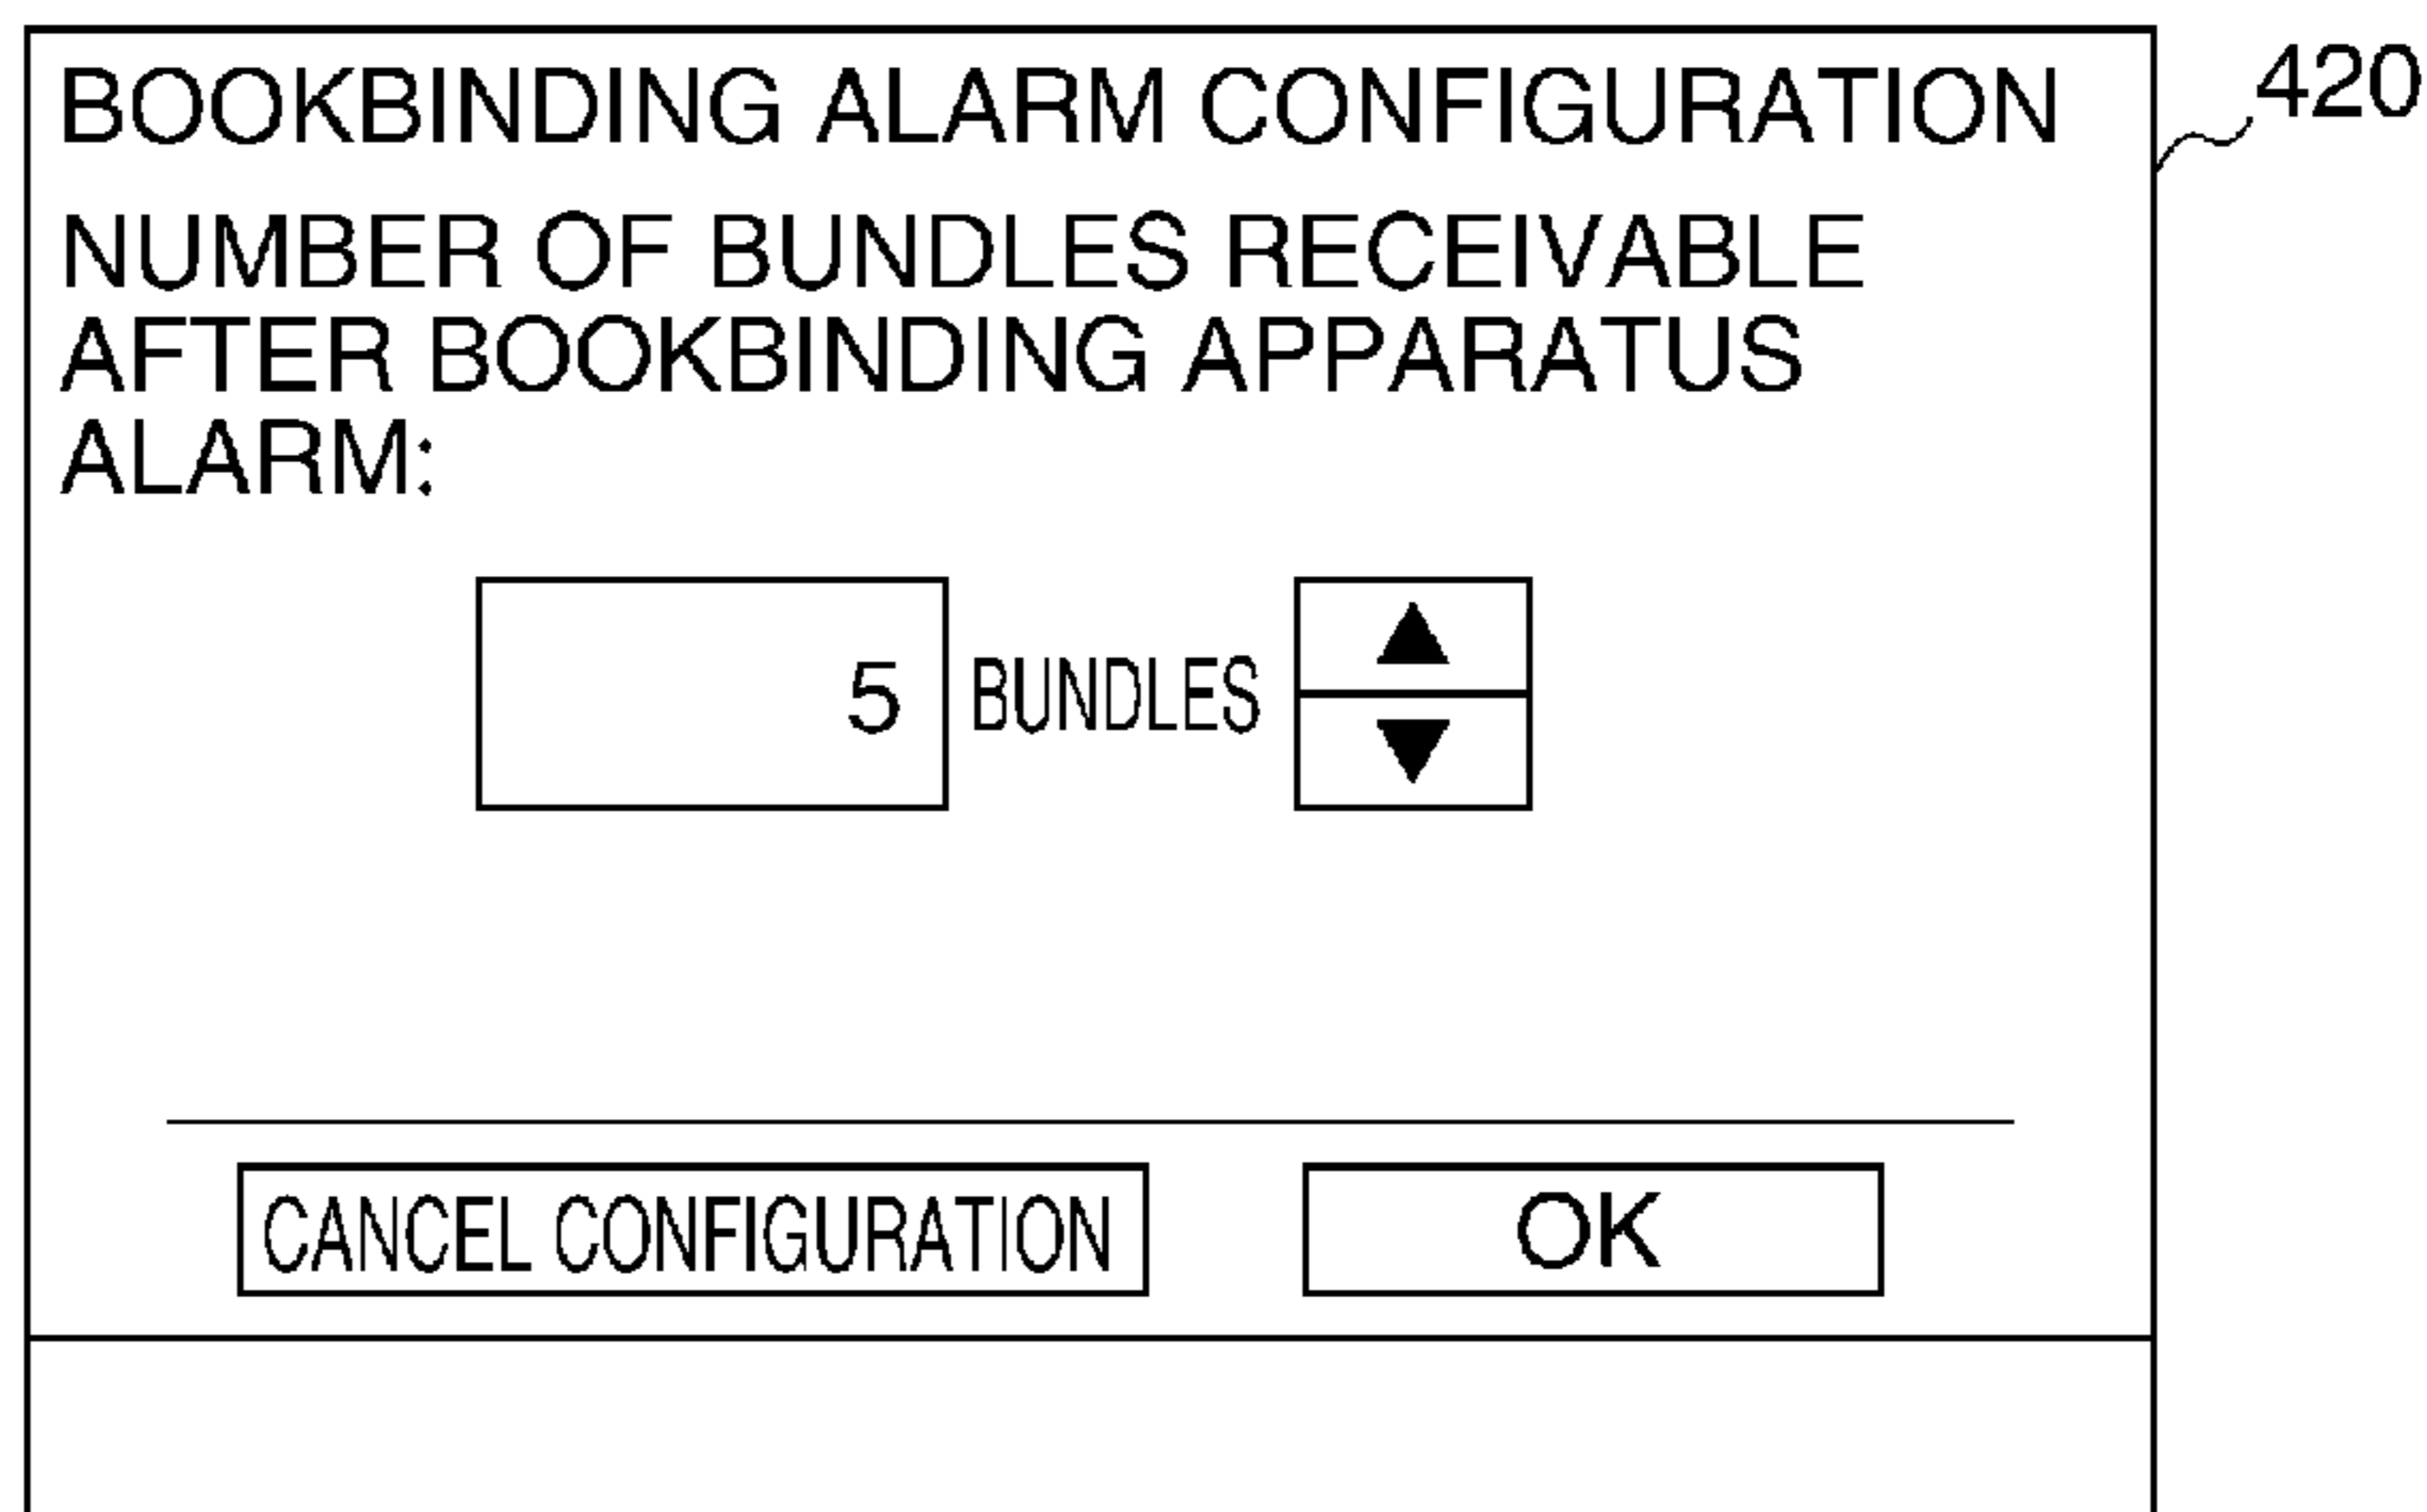 BOOKBINDING ALARM CONFIGURATION
420
NUMBER OF BUNDLES RECEIVABLE
AFTER BOOKBINDING APPARATUS
ALARM:
5 BUNDLES
CANCEL CONFIGURATION OK